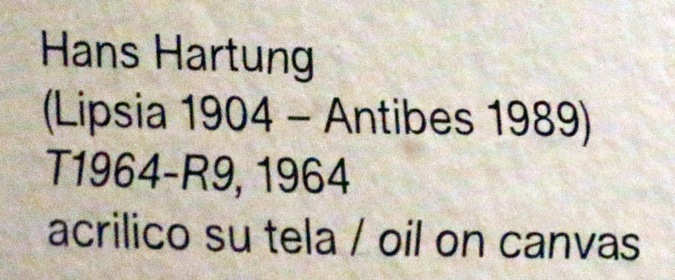 Hans Hartung
(Lipsia 1904 – Antibes 1989)
T1964-R9, 1964
acrilico su tela / oil on canvas